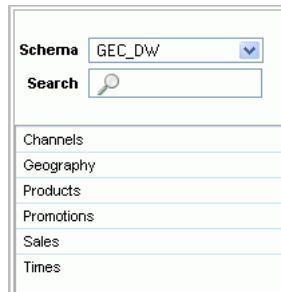 Schema GEC_DW
Search
Channels
Geography
Products
Promotions
Sales
Times